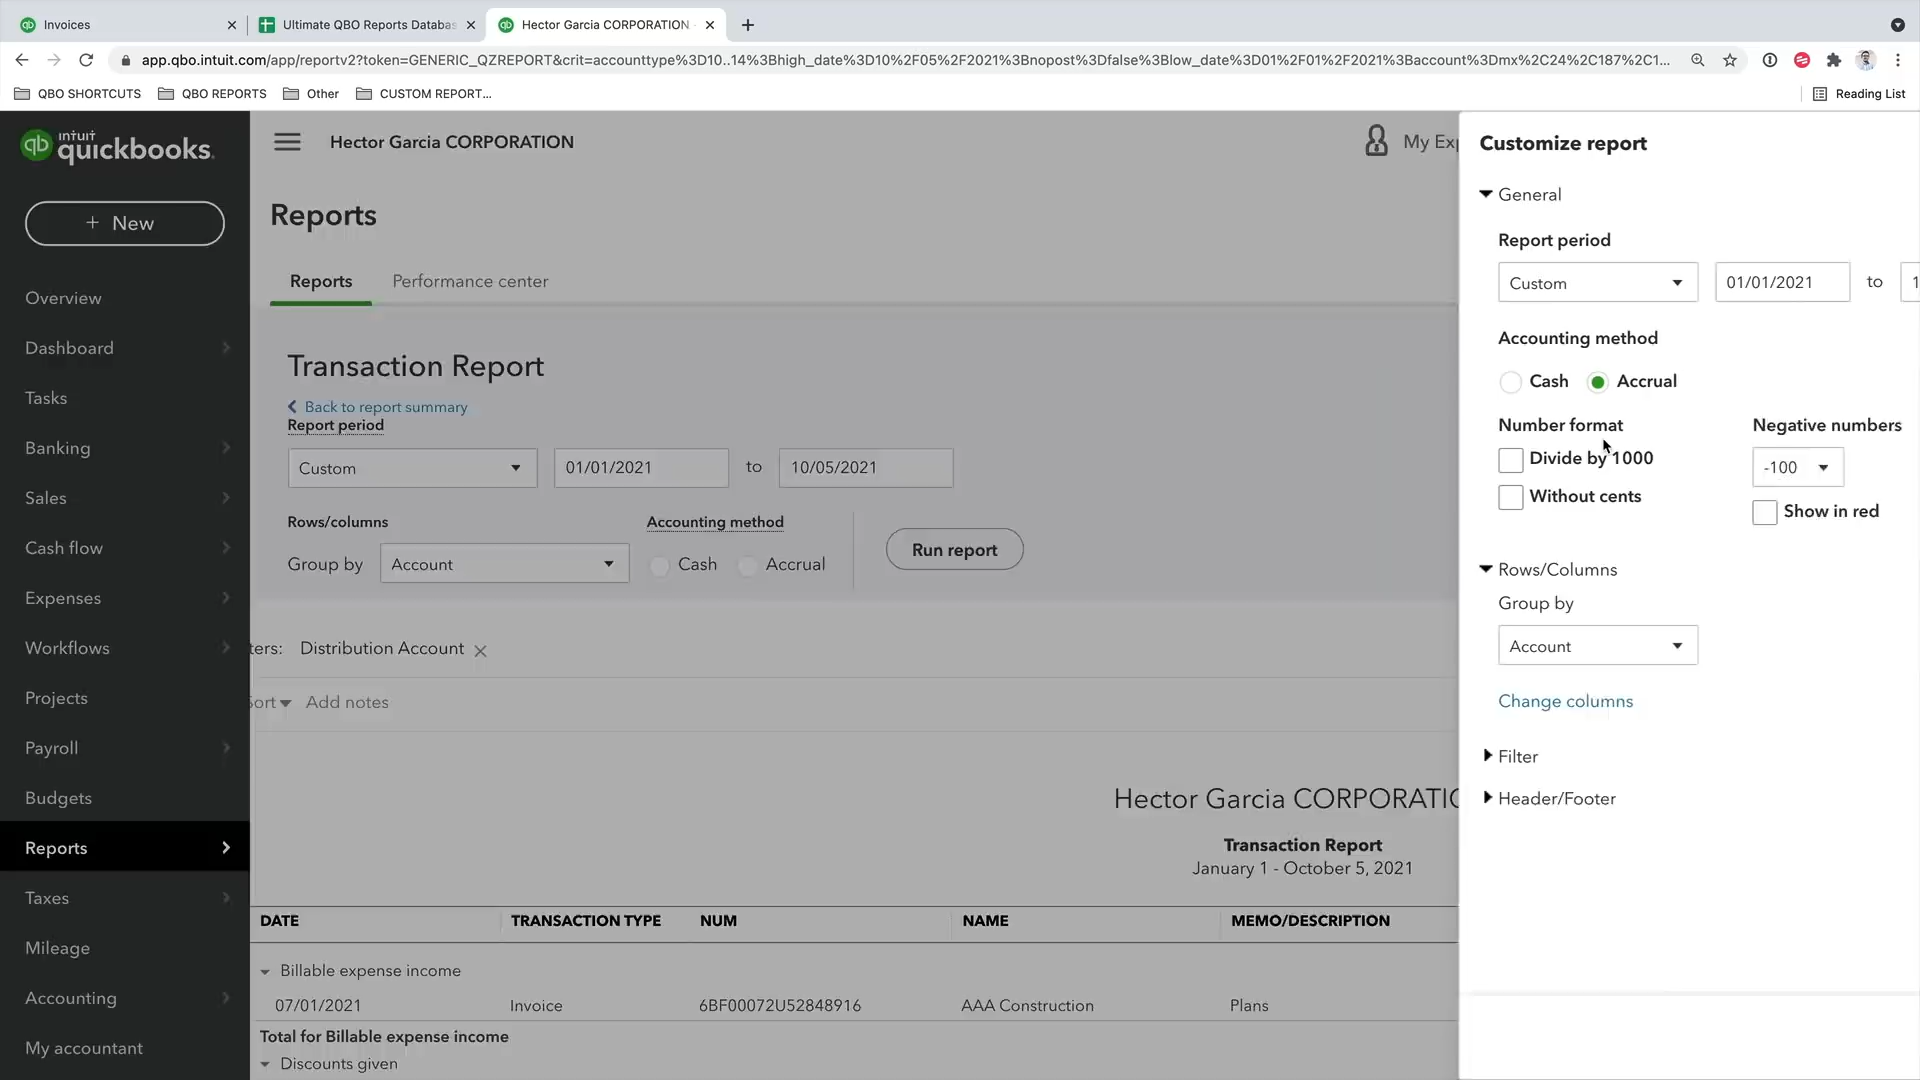 Invoices
Ultimate QBO Reports Databas
Hector Garcia CORPORATION
app.qbo.intuit.com/app/reportv2?token=GENERIC_QZREPORT&crit=accounttype%3D10..14%3Bhigh_date%3D10%2F05%2F2021%3Bnopost%3Dfalse%3Blow_date%3D01%2F01%2F2021%3Baccount%3Dmx%2C24%2C187%2C1...
QBO SHORTCUTS
QBO REPORTS
Other
CUSTOM REPORT...
Reading List
intuit
quickbooks.
+ New
Overview
Dashboard
Tasks
Banking
Sales
Cash flow
Expenses
Workflows
Projects
Payroll
Budgets
Reports
Taxes
Mileage
Accounting
My accountant
Hector Garcia CORPORATION
My Exp
Reports
Reports
Performance center
Transaction Report
Back to report summary
Report period
Custom
01/01/2021
to
10/05/2021
Rows/columns
Accounting method
Group by
Account
Cash
Accrual
Run report
ters:
Distribution Account
ort
Add notes
Hector Garcia CORPORATIO
Transaction Report
January 1 - October 5, 2021
DATE
TRANSACTION TYPE
NUM
NAME
MEMO/DESCRIPTION
Billable expense income
07/01/2021
Invoice
6BF00072U52848916
AAA Construction
Plans
Total for Billable expense income
Discounts given
Customize report
General
Report period
Custom
01/01/2021
to
1
Accounting method
Cash
Accrual
Number format
Negative numbers
Divide by 1000
-100
Without cents
Show in red
Rows/Columns
Group by
Account
Change columns
Filter
Header/Footer